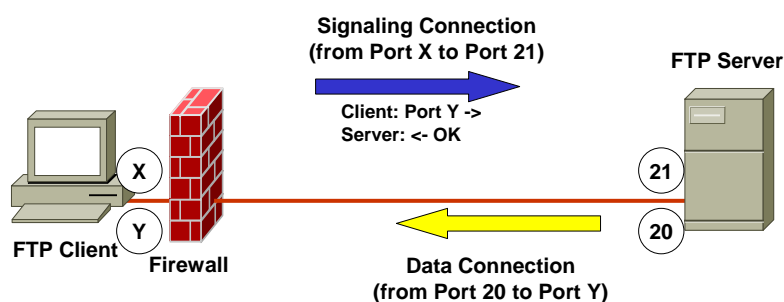 Signaling Connection
(from Port X to Port 21)
FTP Server
Client: Port Y ->
Server: <- OK
X
21
Y
20
FTP Client
Firewall
Data Connection
(from Port 20 to Port Y)